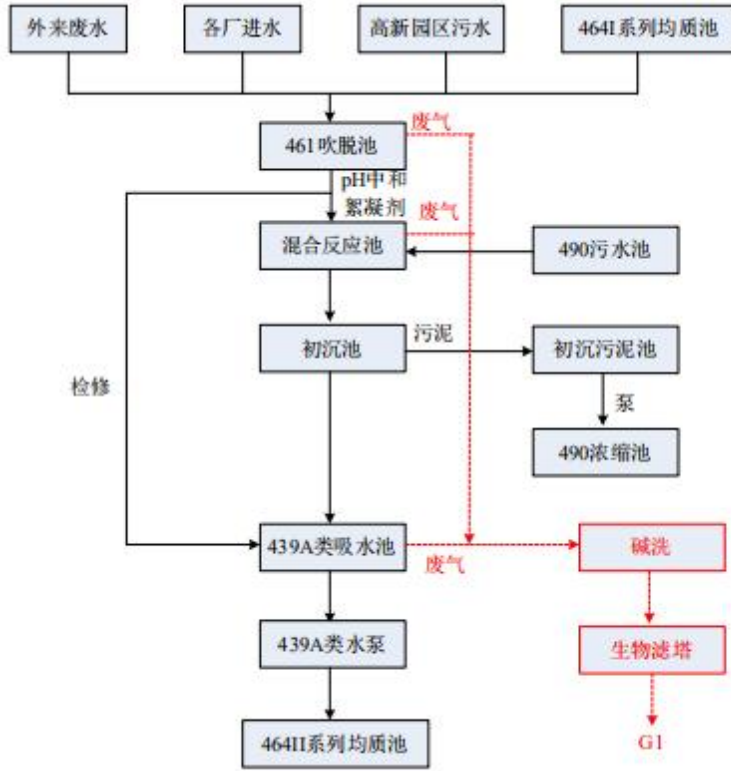 外来废水
各厂进水
高新园区污水
464I系列均质池
461吹脱池
废气
pH中和
絮凝剂
废气
混合反应池
490污水池
初沉池
污泥
初沉污泥池
检修
泵
490浓缩池
439A类吸水池
废气
碱洗
439A类水泵
生物滤塔
464II系列均质池
G1